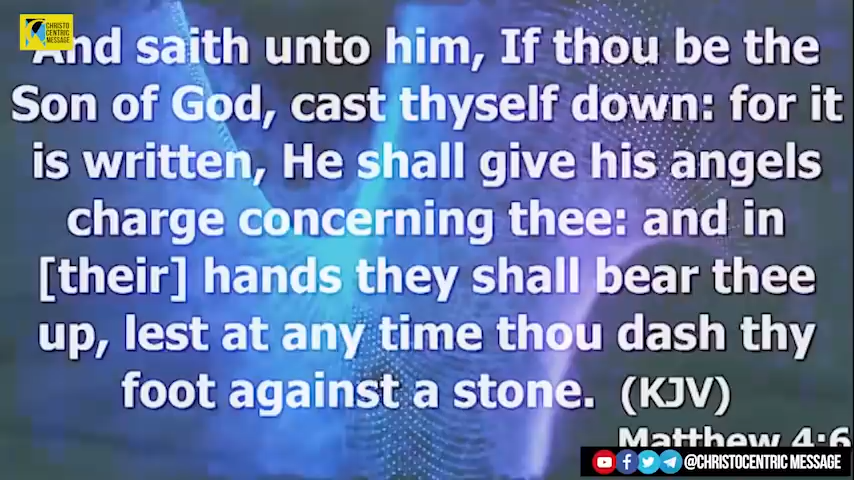 CHRISTO
CENTRIC
MESSAGE
And saith unto him, If thou be the
Son of God, cast thyself down: for it
is written, He shall give his angels
charge concerning thee: and in
[their] hands they shall bear thee
up, lest at any time thou dash thy
foot against a stone. (KJV)
Matthew 4:6
@CHRISTOCENTRIC MESSAGE